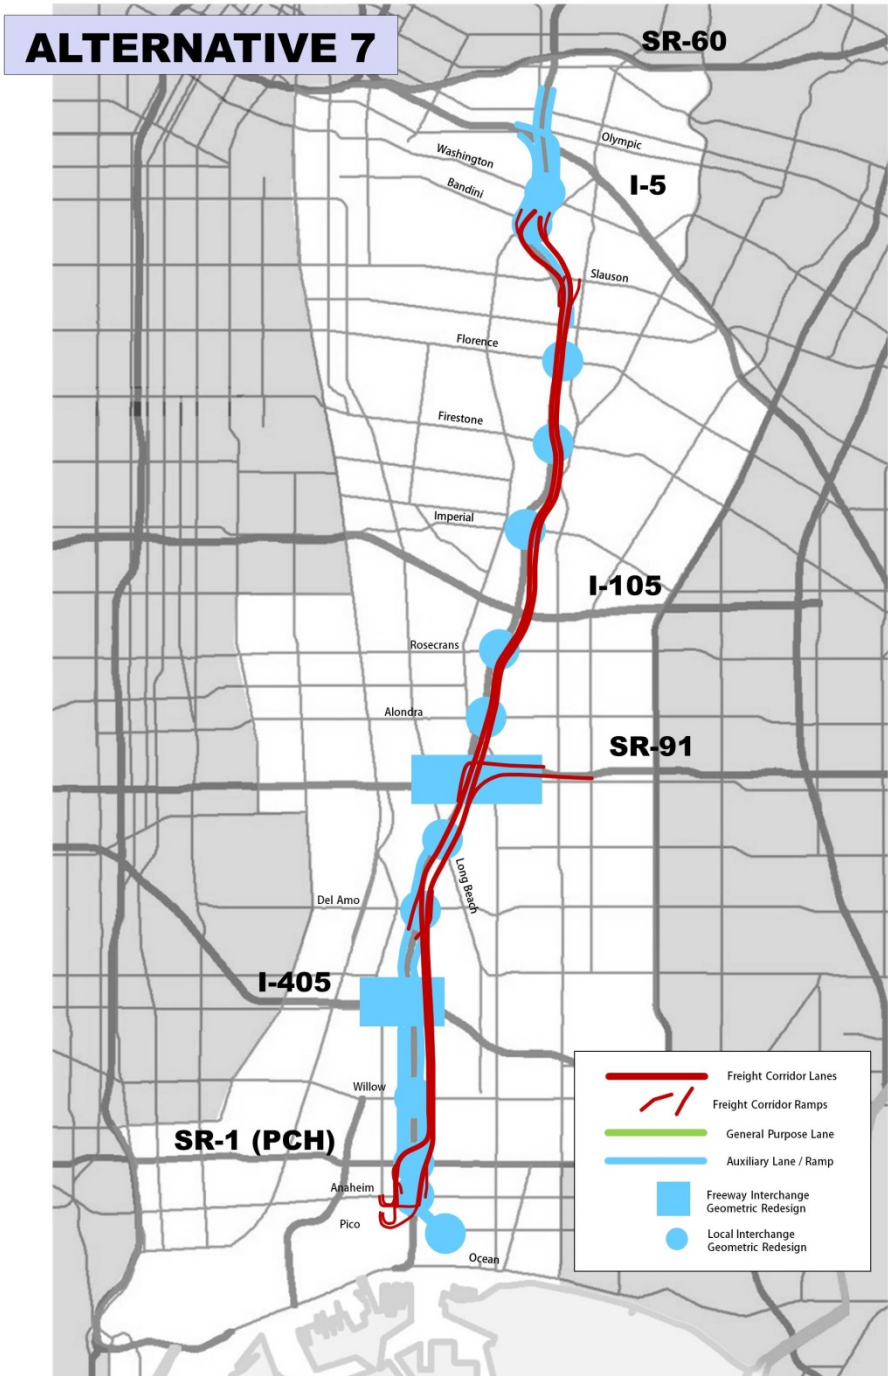 ALTERNATIVE 7
SR-60
Olympic
Washington
I-5
Bandini
Slauson
Florence
Firestone
Imperial
I-105
Rosecrans
Alondra
SR-91
Long Beach
Del Amo
I-405
Willow
SR-1 (PCH)
Anaheim
Pico
Ocean
Freight Corridor Lanes
Freight Corridor Ramps
General Purpose Lane
Auxiliary Lane / Ramp
Freeway Interchange
Geometric Redesign
Local Interchange
Geometric Redesign